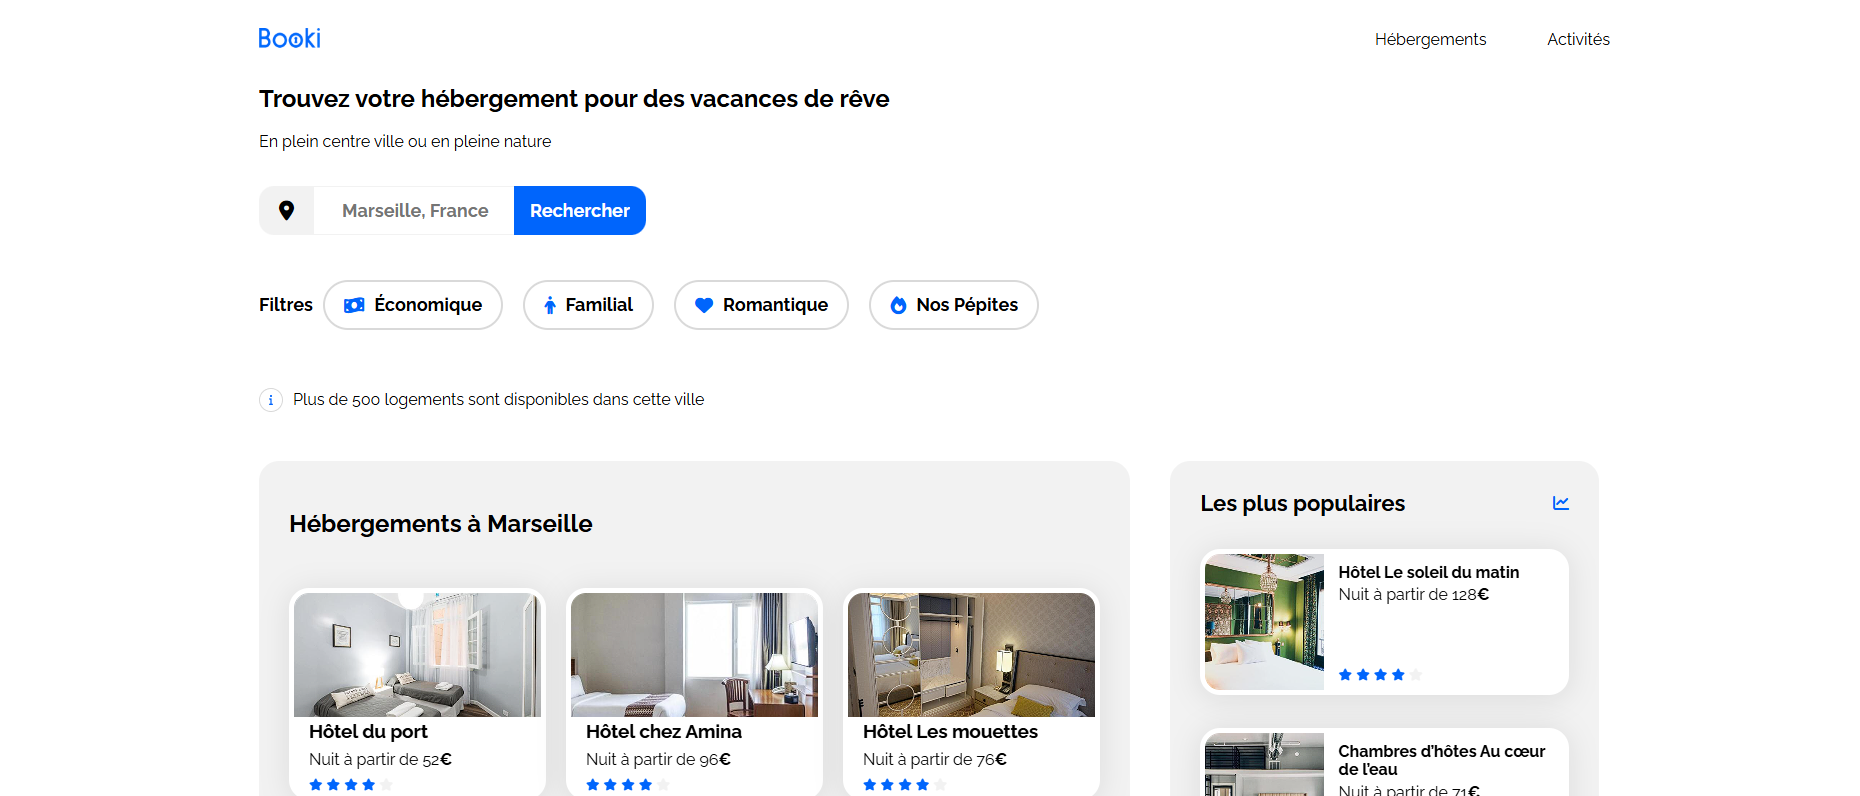 Booki
Hébergements
Activités
Trouvez votre hébergement pour des vacances de rêve
En plein centre ville ou en pleine nature
Marseille, France
Rechercher
Filtres
Économique
Familial
Romantique
Nos Pépites
Plus de 500 logements sont disponibles dans cette ville
Hébergements à Marseille
Hôtel du port
Nuit à partir de 52€
Hôtel chez Amina
Nuit à partir de 96€
Hôtel Les mouettes
Nuit à partir de 76€
Les plus populaires
Hôtel Le soleil du matin
Nuit à partir de 128€
Chambres d'hôtes Au cœur
de l'eau
Nuit à partir de 71€